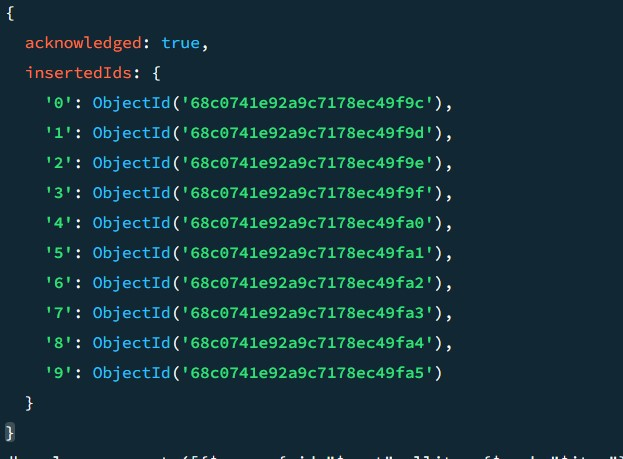 {
acknowledged: true,
insertedIds: {
'0': ObjectId('68c0741e92a9c7178ec49f9c'),
'1': ObjectId('68c0741e92a9c7178ec49f9d'),
'2': ObjectId('68c0741e92a9c7178ec49f9e'),
'3': ObjectId('68c0741e92a9c7178ec49f9f'),
'4': ObjectId('68c0741e92a9c7178ec49fa0'),
'5': ObjectId('68c0741e92a9c7178ec49fa1'),
'6': ObjectId('68c0741e92a9c7178ec49fa2'),
'7': ObjectId('68c0741e92a9c7178ec49fa3'),
'8': ObjectId('68c0741e92a9c7178ec49fa4'),
'9': ObjectId('68c0741e92a9c7178ec49fa5')
}
}